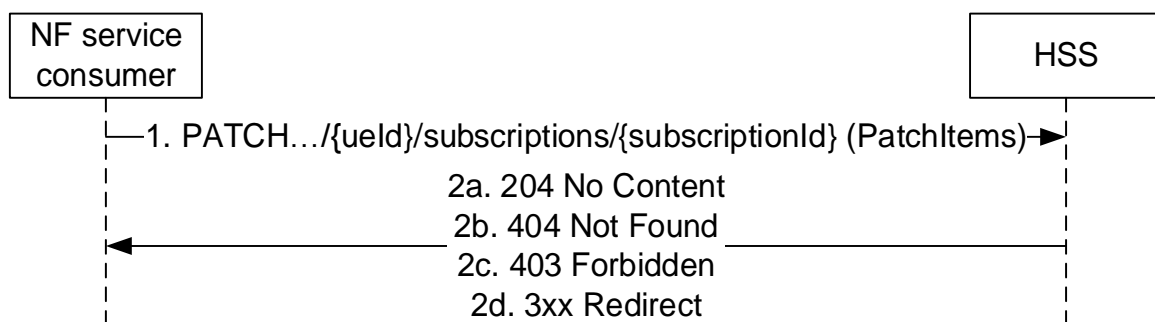 NF service
consumer
HSS
1. PATCH…/{ueId}/subscriptions/{subscriptionId} (PatchItems)
2a. 204 No Content
2b. 404 Not Found
2c. 403 Forbidden
2d. 3xx Redirect